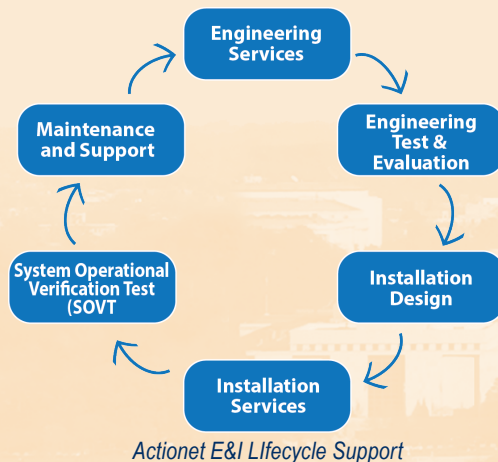 Engineering
Services
Engineering
Test &
Evaluation
Installation
Design
Installation
Services
System Operational
Verification Test
(SOVT
Maintenance
and Support
Actionet E&I LIfecycle Support